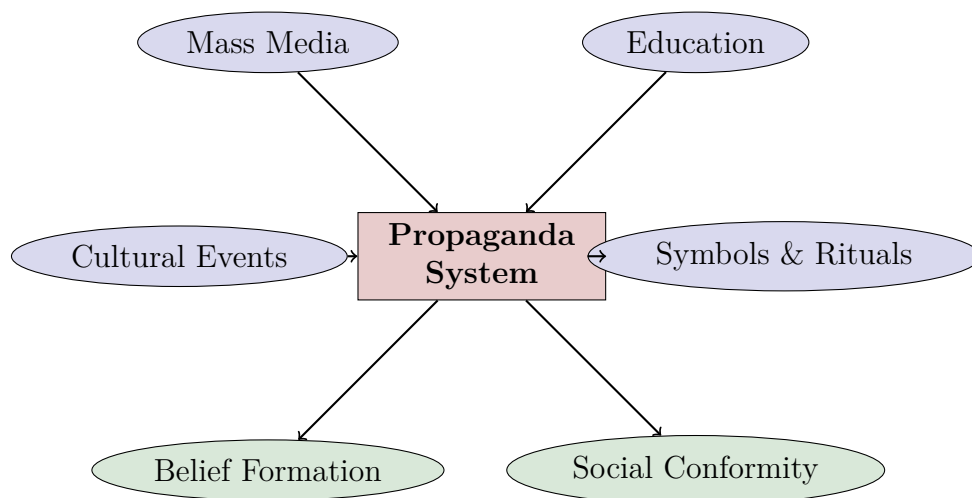 Mass Media
Education
Cultural Events
Propaganda
System
Symbols & Rituals
Belief Formation
Social Conformity